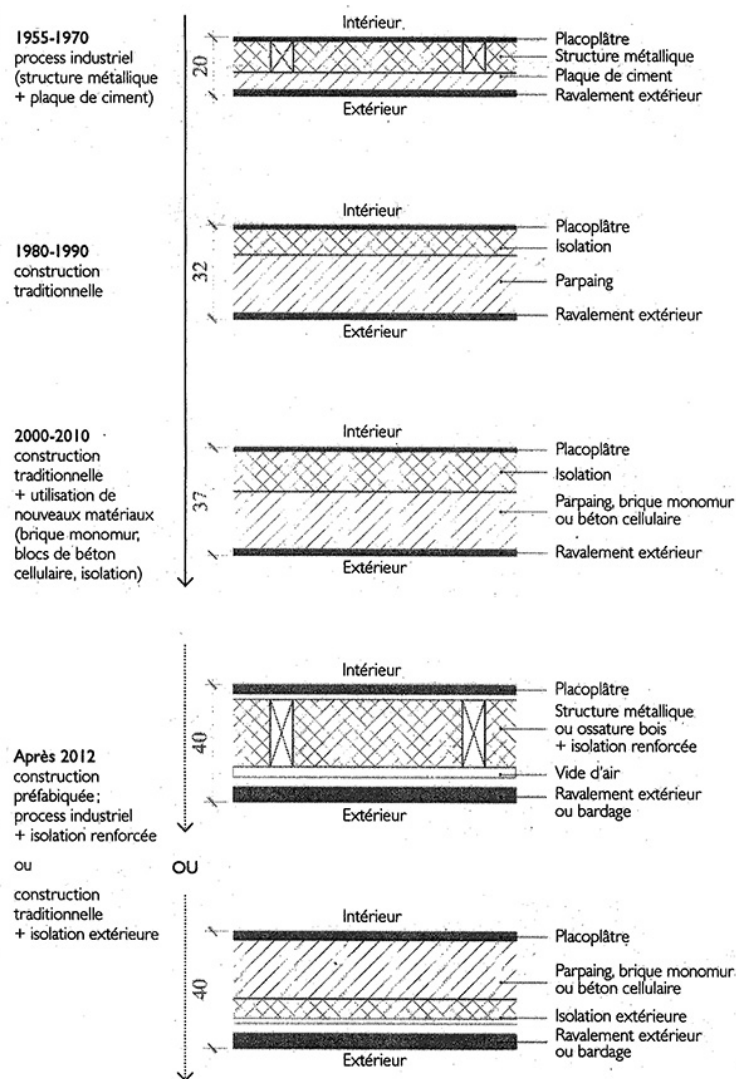 1955-1970
process industriel
(structure métallique
+ plaque de ciment)
20
Intérieur
Placoplâtre
Structure métallique
Plaque de ciment
Ravalement extérieur
Extérieur
1980-1990
construction
traditionnelle
32
Intérieur
Placoplâtre
Isolation
Parpaing
Ravalement extérieur
Extérieur
2000-2010
construction
traditionnelle
+ utilisation de
nouveaux matériaux
(brique monomur,
blocs de béton
cellulaire, isolation)
37
Intérieur
Placoplâtre
Isolation
Parpaing, brique monomur
ou béton cellulaire
Ravalement extérieur
Extérieur
Après 2012
construction
préfabiquée;
process industriel
+ isolation renforcée
40
Intérieur
Placoplâtre
Structure métallique
ou ossature bois
+ isolation renforcée
Vide d'air
Ravalement extérieur
ou bardage
Extérieur
ou
OU
construction
traditionnelle
+ isolation extérieure
40
Intérieur
Placoplâtre
Parpaing, brique monomur
ou béton cellulaire
Isolation extérieure
Ravalement extérieur
ou bardage
Extérieur